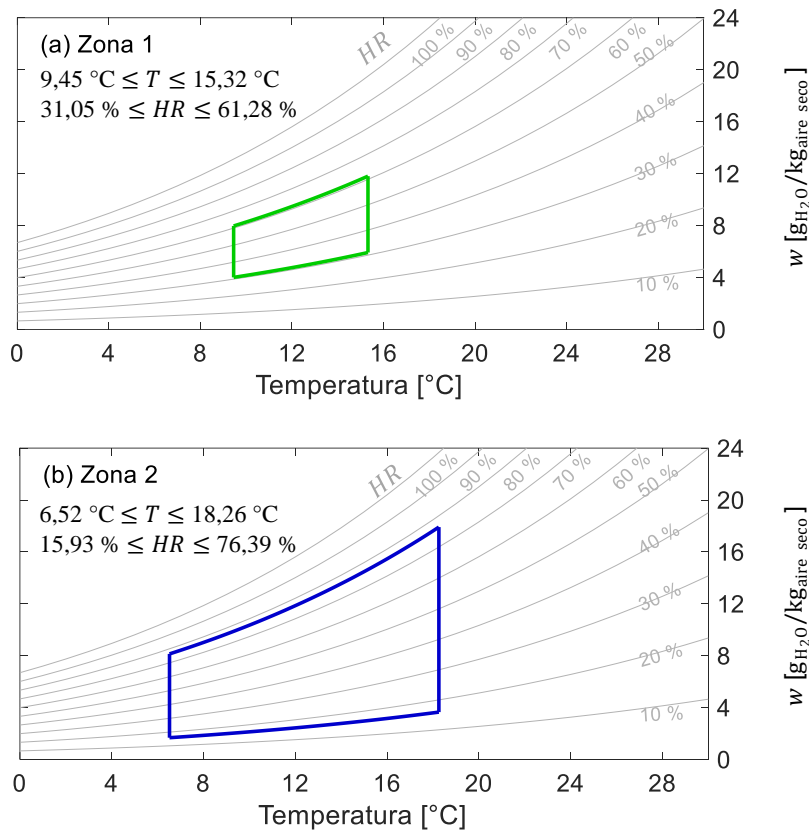 (a) Zona 1
9,45 °C ≤ T ≤ 15,32 °C
31,05 % ≤ HR ≤ 61,28 %
HR
100 %
90 %
80 %
70 %
60 %
50 %
40 %
30 %
20 %
10 %
24
20
16
12
8
4
0
w [gH₂O/kgaire seco]
0 4 8 12 16 20 24 28
Temperatura [°C]
(b) Zona 2
6,52 °C ≤ T ≤ 18,26 °C
15,93 % ≤ HR ≤ 76,39 %
HR
100 %
90 %
80 %
70 %
60 %
50 %
40 %
30 %
20 %
10 %
24
20
16
12
8
4
0
w [gH₂O/kgaire seco]
0 4 8 12 16 20 24 28
Temperatura [°C]